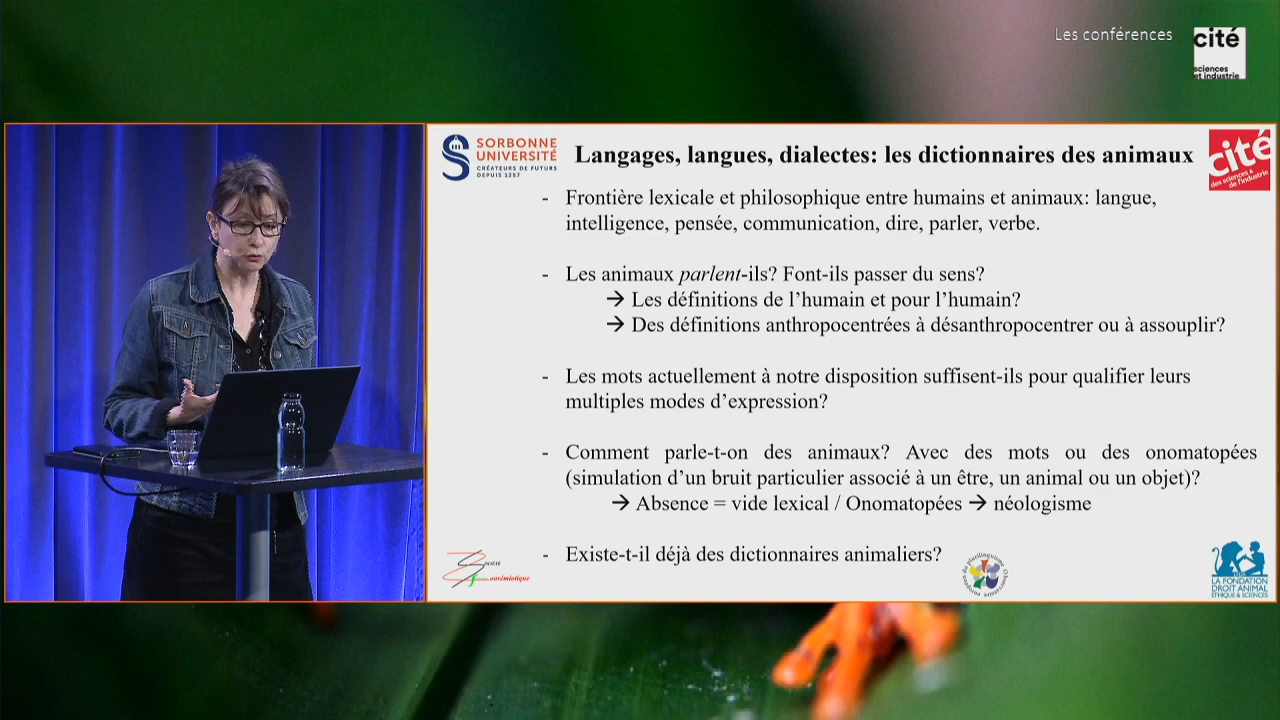 Les conférences
cité
sciences
et industrie
SORBONNE
UNIVERSITÉ
CRÉATEURS DE FUTURS
DEPUIS 1257
Langages, langues, dialectes: les dictionnaires des animaux
cité
des sciences &
de l'industrie
- Frontière lexicale et philosophique entre humains et animaux: langue,
intelligence, pensée, communication, dire, parler, verbe.
- Les animaux parlent-ils? Font-ils passer du sens?
→ Les définitions de l'humain et pour l'humain?
→ Des définitions anthropocentrées à désanthropocentrer ou à assouplir?
- Les mots actuellement à notre disposition suffisent-ils pour qualifier leurs
multiples modes d'expression?
- Comment parle-t-on des animaux? Avec des mots ou des onomatopées
(simulation d'un bruit particulier associé à un être, un animal ou un objet)?
→ Absence = vide lexical / Onomatopées → néologisme
- Existe-t-il déjà des dictionnaires animaliers?
LA FONDATION
DROIT ANIMAL
ÉTHIQUE & SCIENCES